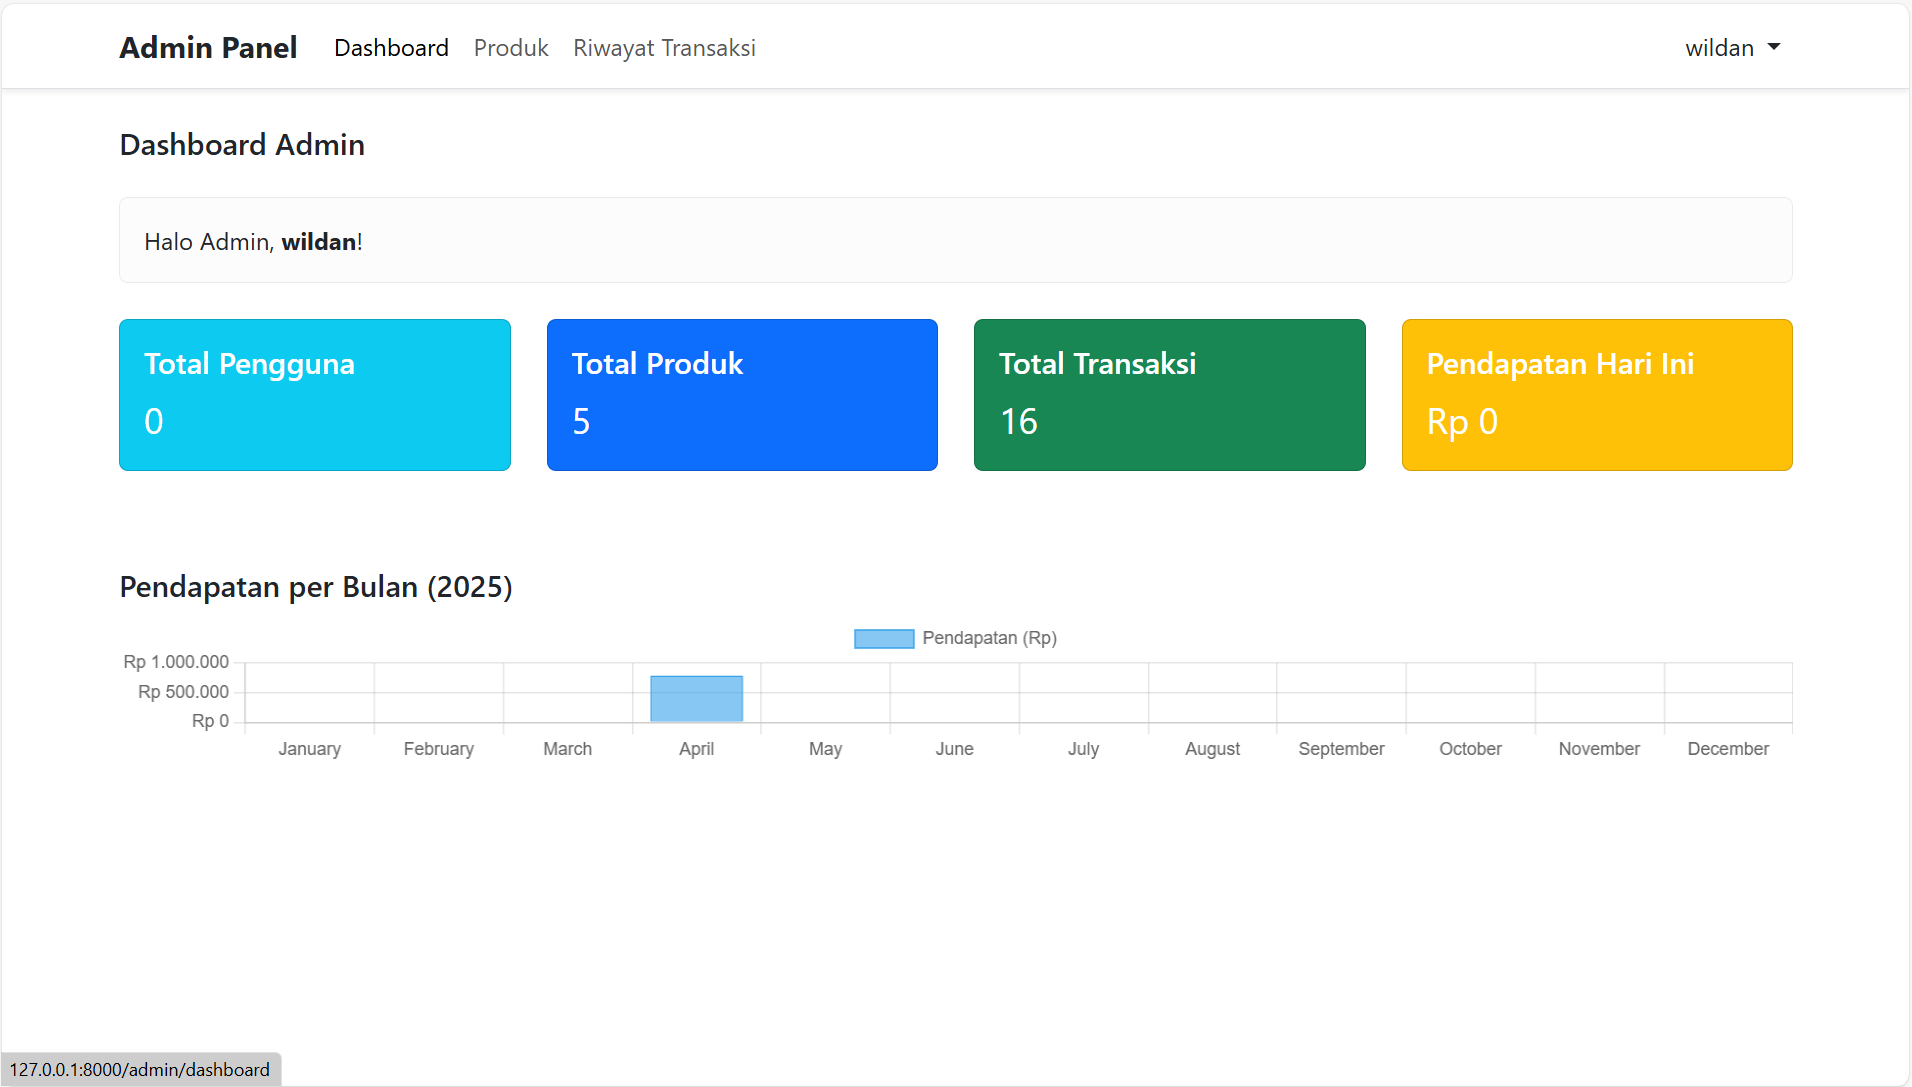 Admin Panel Dashboard Produk Riwayat Transaksi wildan
Dashboard Admin
Halo Admin, wildan!
Total Pengguna
0
Total Produk
5
Total Transaksi
16
Pendapatan Hari Ini
Rp 0
Pendapatan per Bulan (2025)
Pendapatan (Rp)
Rp 1.000.000
Rp 500.000
Rp 0
January February March April May June July August September October November December
127.0.0.1:8000/admin/dashboard